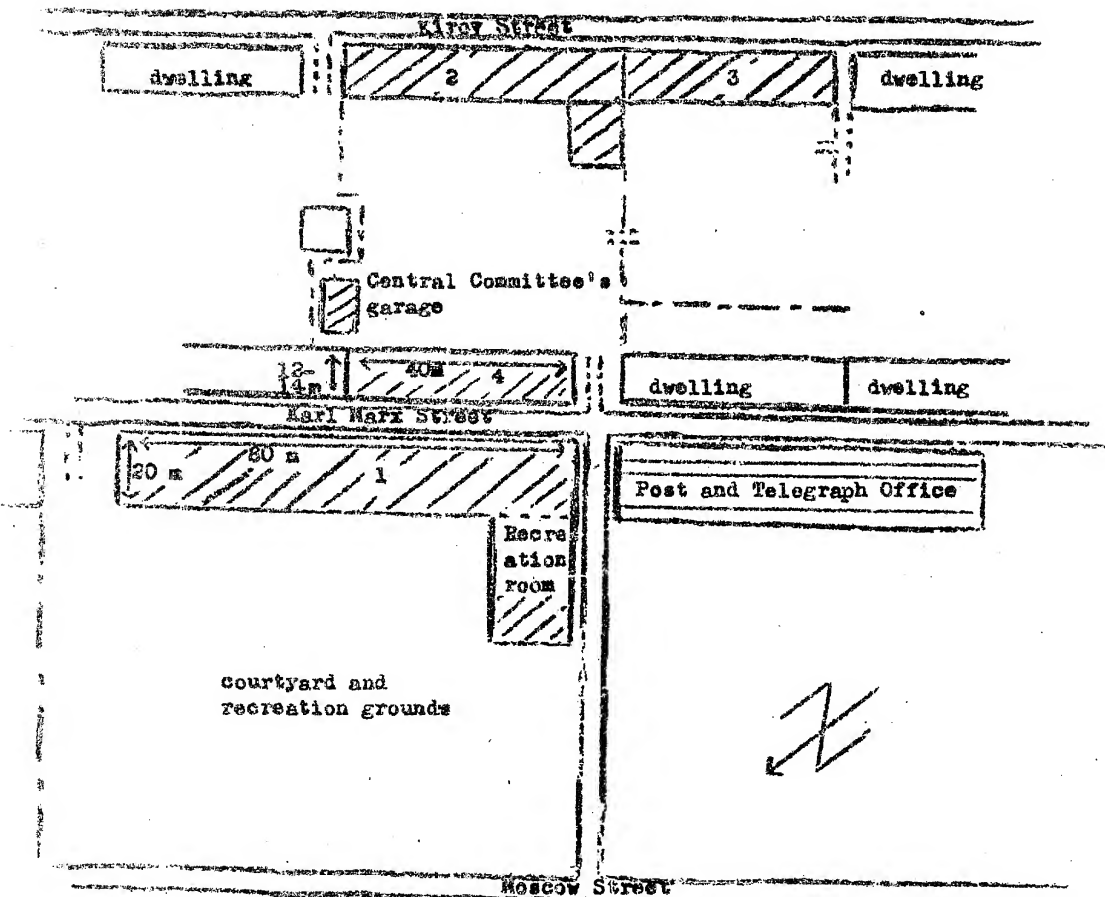 Kirov Street
dwelling
2
3
dwelling
Central Committee's
garage
12-
14m
40m
4
dwelling
dwelling
Karl Marx Street
80 m
20 m
1
Post and Telegraph Office
Recre
ation
room
courtyard and
recreation grounds
N
Moscow Street